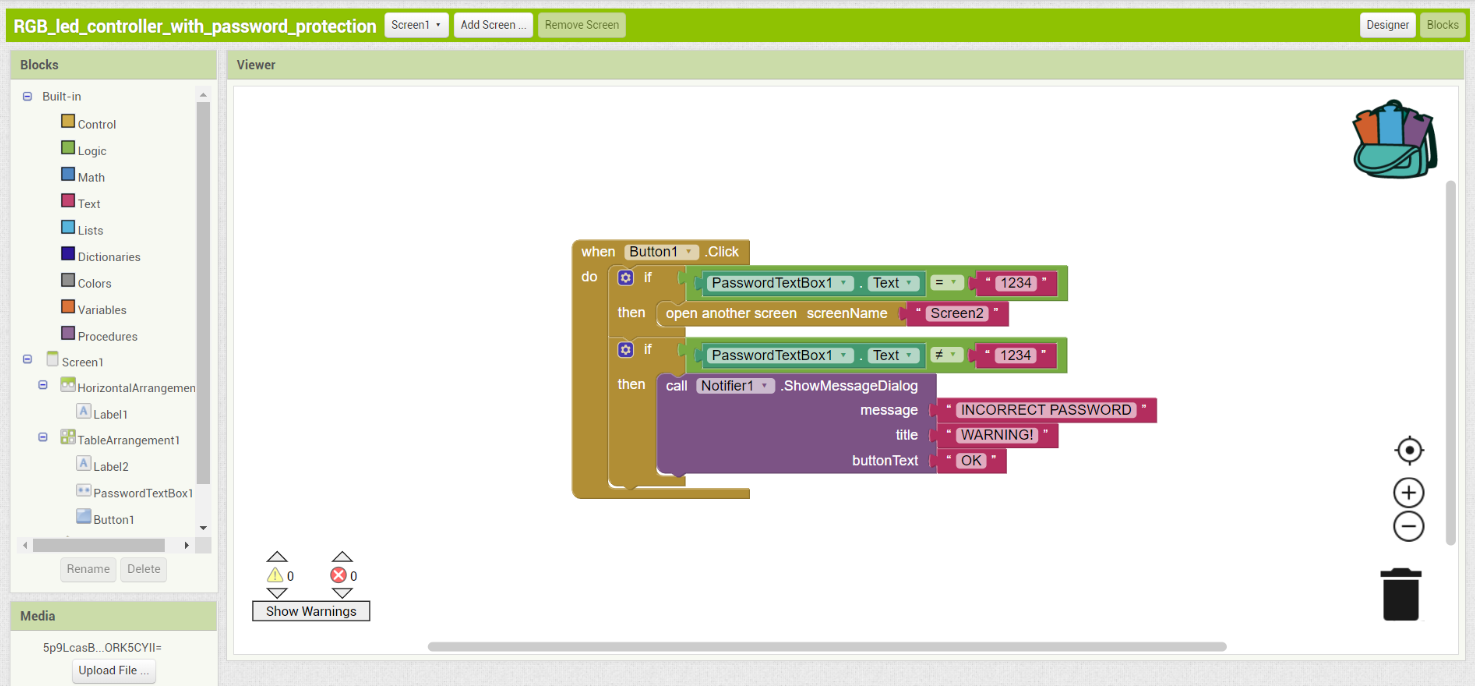 RGB_led_controller_with_password_protection Screen1 Add Screen ... Remove Screen Designer Blocks
Blocks
Built-in
Control
Logic
Math
Text
Lists
Dictionaries
Colors
Variables
Procedures
Screen1
HorizontalArrangemen
Label1
TableArrangement1
Label2
PasswordTextBox1
Button1
Rename Delete
Media
5p9LcasB...ORK5CYII=
Upload File ...
Viewer
when Button1 .Click
do if PasswordTextBox1 . Text = " 1234 "
then open another screen screenName " Screen2 "
if PasswordTextBox1 . Text ≠ " 1234 "
then call Notifier1 .ShowMessageDialog
message " INCORRECT PASSWORD "
title " WARNING! "
buttonText " OK "
0 0
Show Warnings